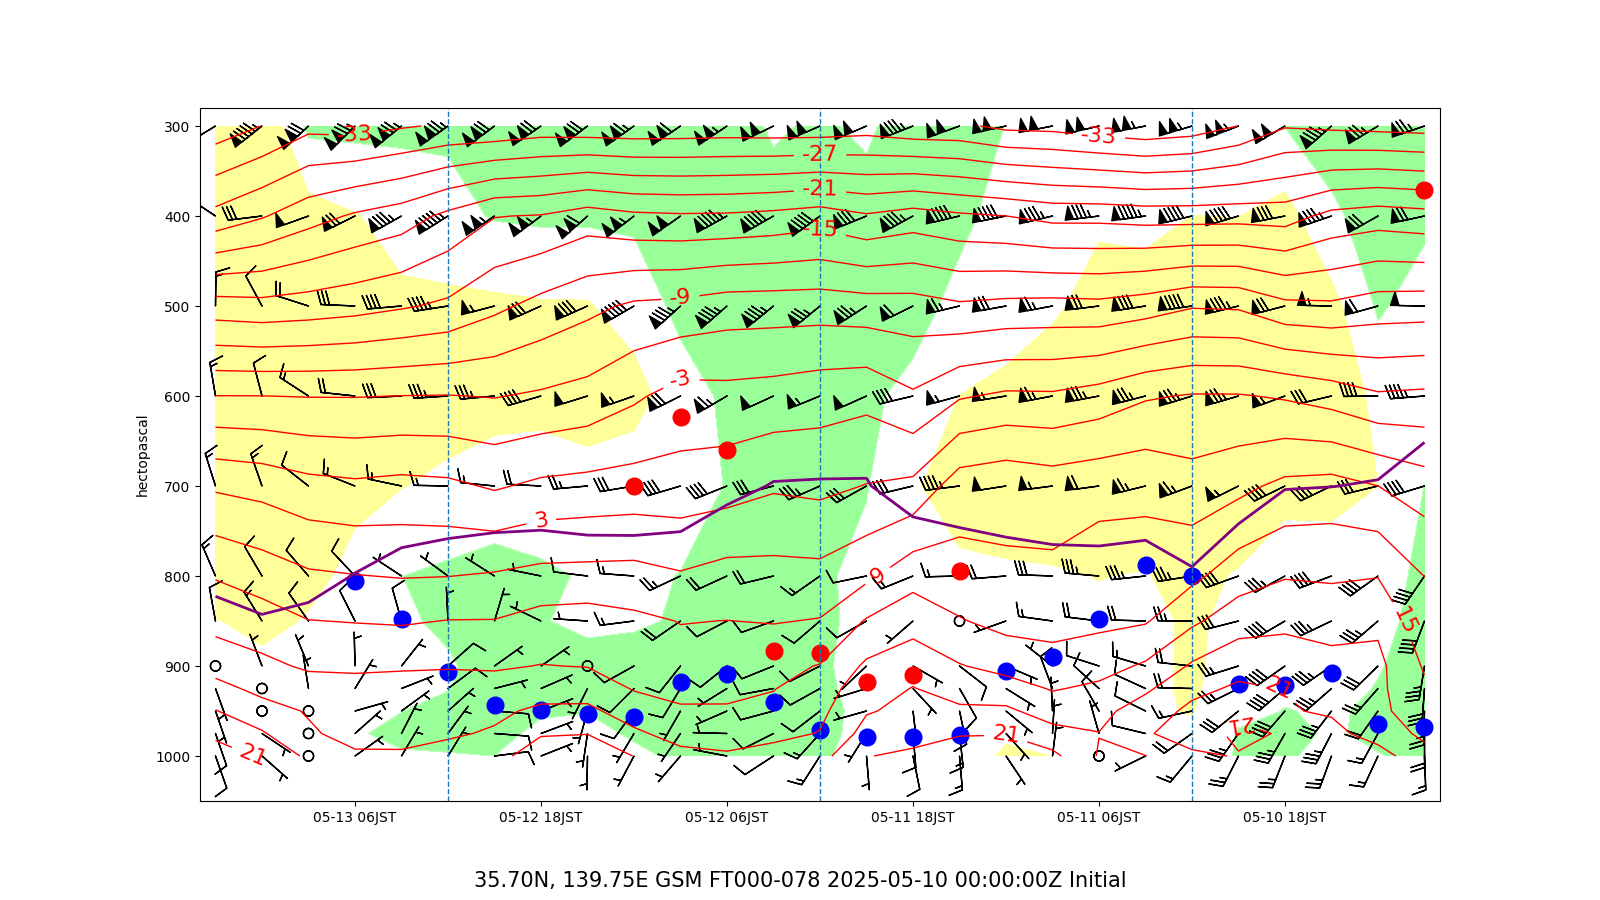 300
400
500
600
700
800
900
1000
hectopascal
-33
-33
-27
-21
-15
-9
-3
3
9
15
21
21
21
21
05-13 06JST
05-12 18JST
05-12 06JST
05-11 18JST
05-11 06JST
05-10 18JST
35.70N, 139.75E GSM FT000-078 2025-05-10 00:00:00Z Initial